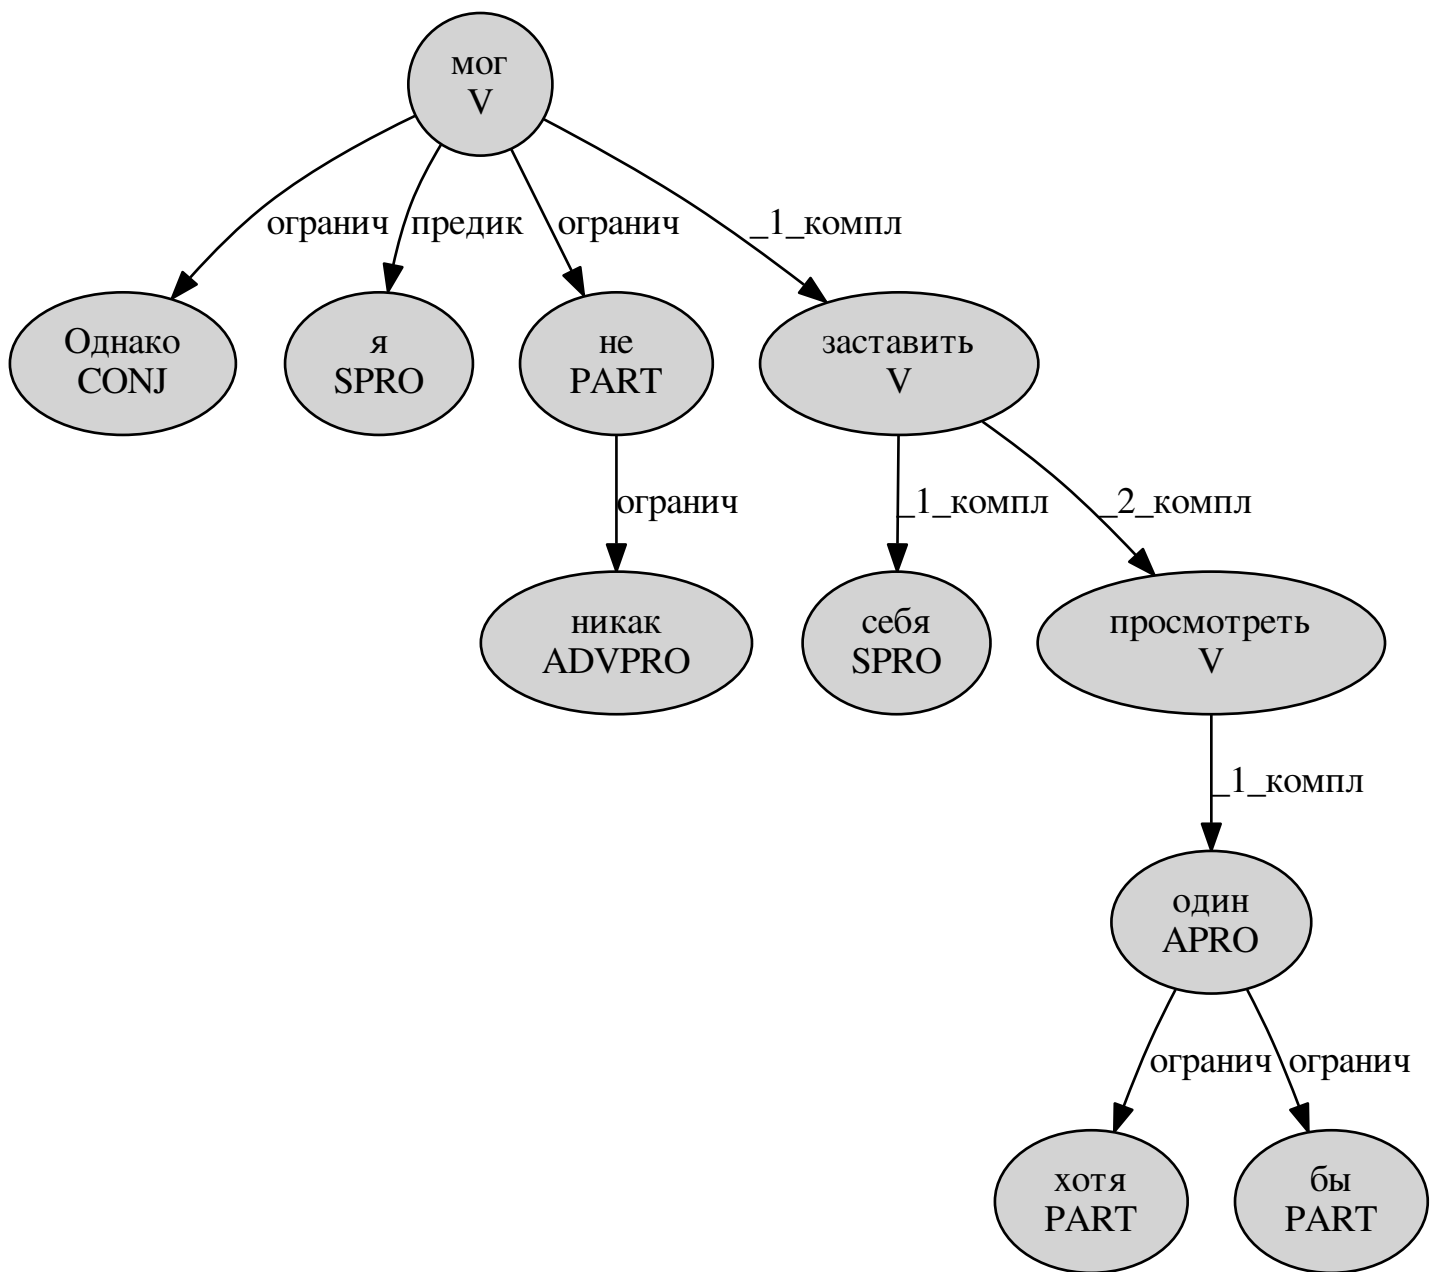 мог
V
огранич
предик
огранич
_1_компл
Однако
CONJ
я
SPRO
не
PART
заставить
V
огранич
_1_компл
_2_компл
никак
ADVPRO
себя
SPRO
просмотреть
V
_1_компл
один
APRO
огранич
огранич
хотя
PART
бы
PART